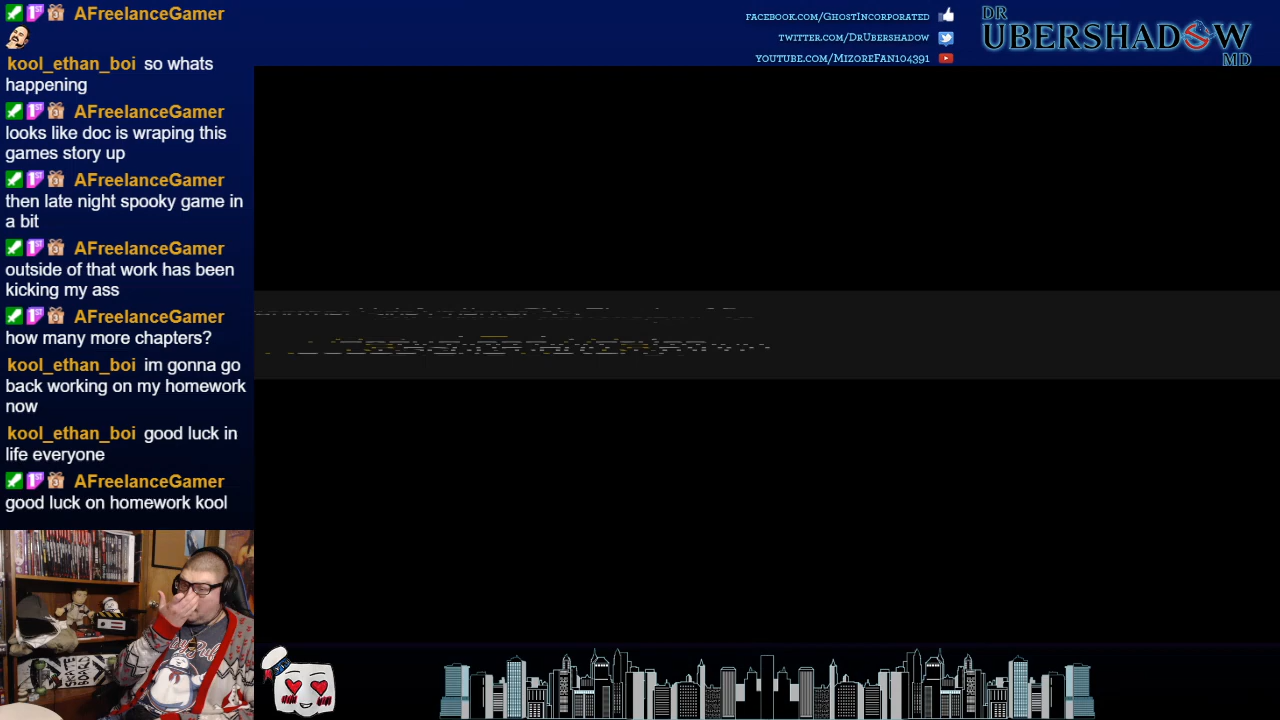 AFreelanceGamer
kool_ethan_boi so whats
happening
AFreelanceGamer
looks like doc is wraping this
games story up
AFreelanceGamer
then late night spooky game in
a bit
AFreelanceGamer
outside of that work has been
kicking my ass
AFreelanceGamer
how many more chapters?
kool_ethan_boi im gonna go
back working on my homework
now
kool_ethan_boi good luck in
life everyone
AFreelanceGamer
good luck on homework kool
facebook.com/GhostIncorporated
twitter.com/DrUbershadow
youtube.com/MizoreFan104391
DR
UBERSHADOW
MD